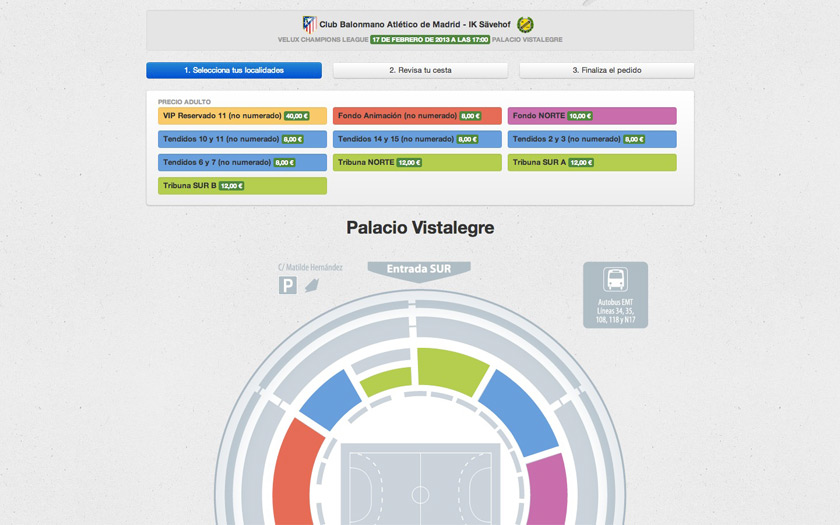 Club Balonmano Atlético de Madrid - IK Sävehof
VELUX CHAMPIONS LEAGUE 17 DE FEBRERO DE 2013 A LAS 17:00 PALACIO VISTALEGRE
1. Selecciona tus localidades
2. Revisa tu cesta
3. Finaliza el pedido
PRECIO ADULTO
VIP Reservado 11 (no numerado) 40,00 €
Fondo Animación (no numerado) 8,00 €
Fondo NORTE 10,00 €
Tendidos 10 y 11 (no numerado) 8,00 €
Tendidos 14 y 15 (no numerado) 8,00 €
Tendidos 2 y 3 (no numerado) 8,00 €
Tendidos 6 y 7 (no numerado) 8,00 €
Tribuna NORTE 12,00 €
Tribuna SUR A 12,00 €
Tribuna SUR B 12,00 €
Palacio Vistalegre
C/ Matilde Hernández
P
Entrada SUR
Autobus EMT
Líneas 34, 35,
108, 118 y N17